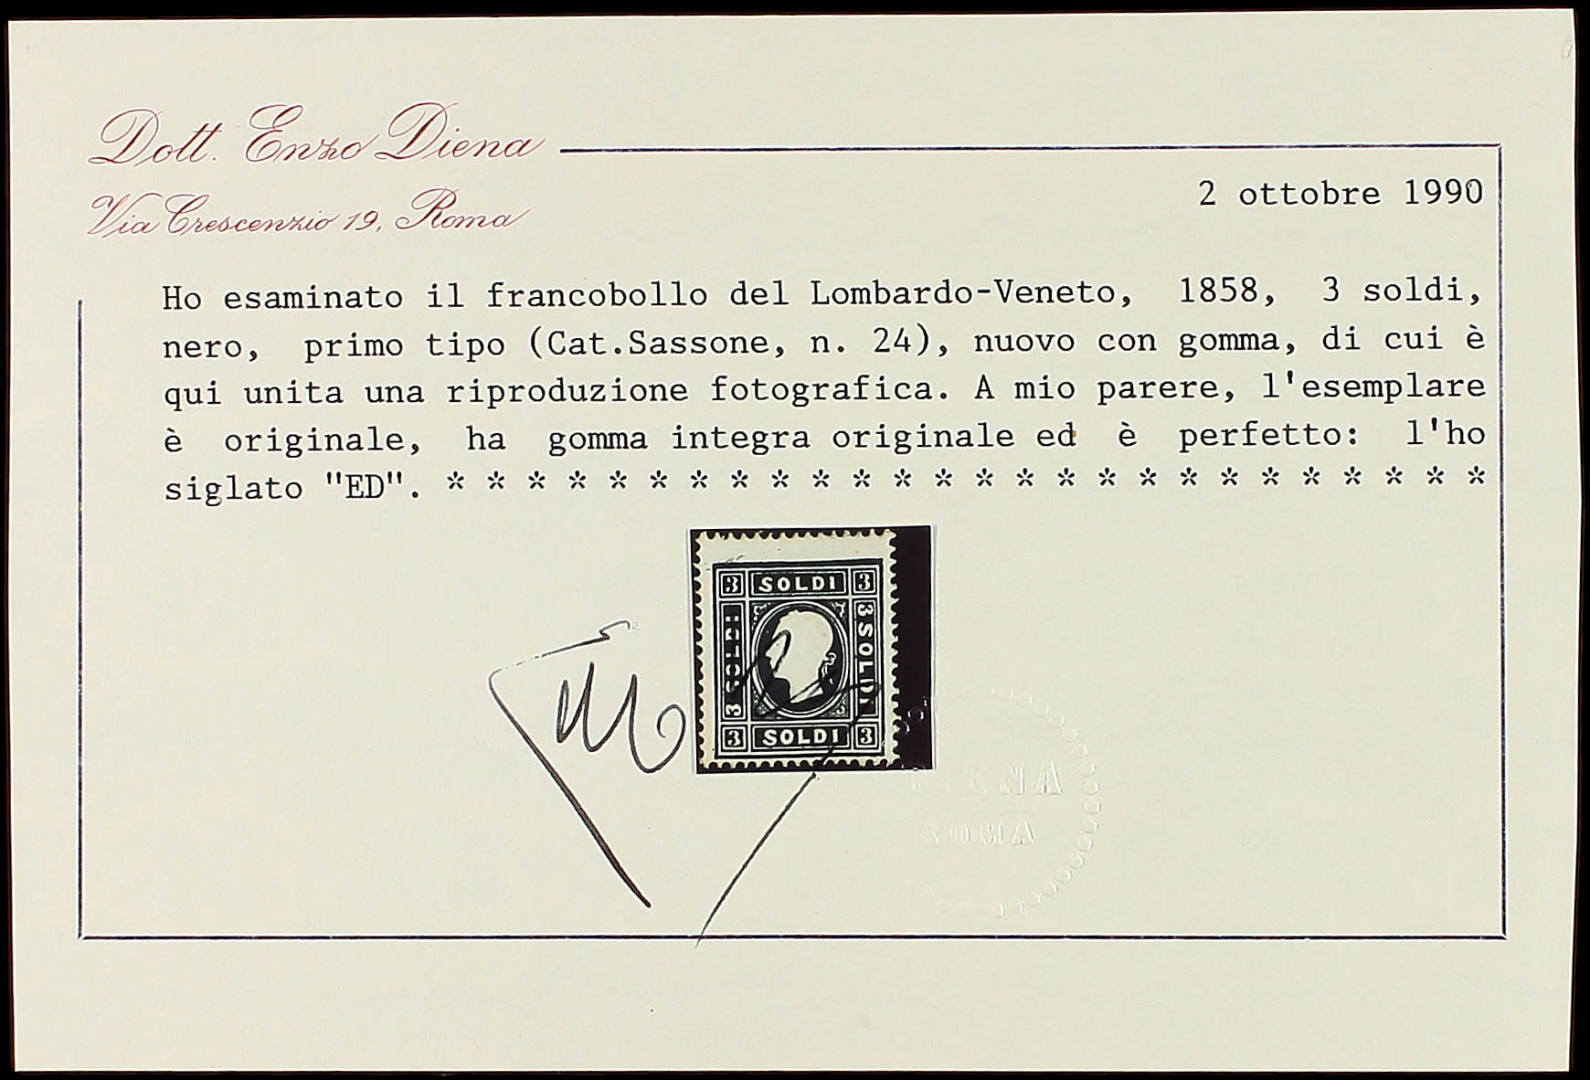 Dott. Enzo Diena
Via Crescenzio 19, Roma
2 ottobre 1990
Ho esaminato il francobollo del Lombardo-Veneto, 1858, 3 soldi,
nero, primo tipo (Cat.Sassone, n. 24), nuovo con gomma, di cui è
qui unita una riproduzione fotografica. A mio parere, l'esemplare
è originale, ha gomma integra originale ed è perfetto: l'ho
siglato "ED". * * * * * * * * * * * * * * * * * * * * * * * * * *
3 SOLDI 3
3 SOLDI
3 SOLDI
3 SOLDI 3
DIENA
ROMA